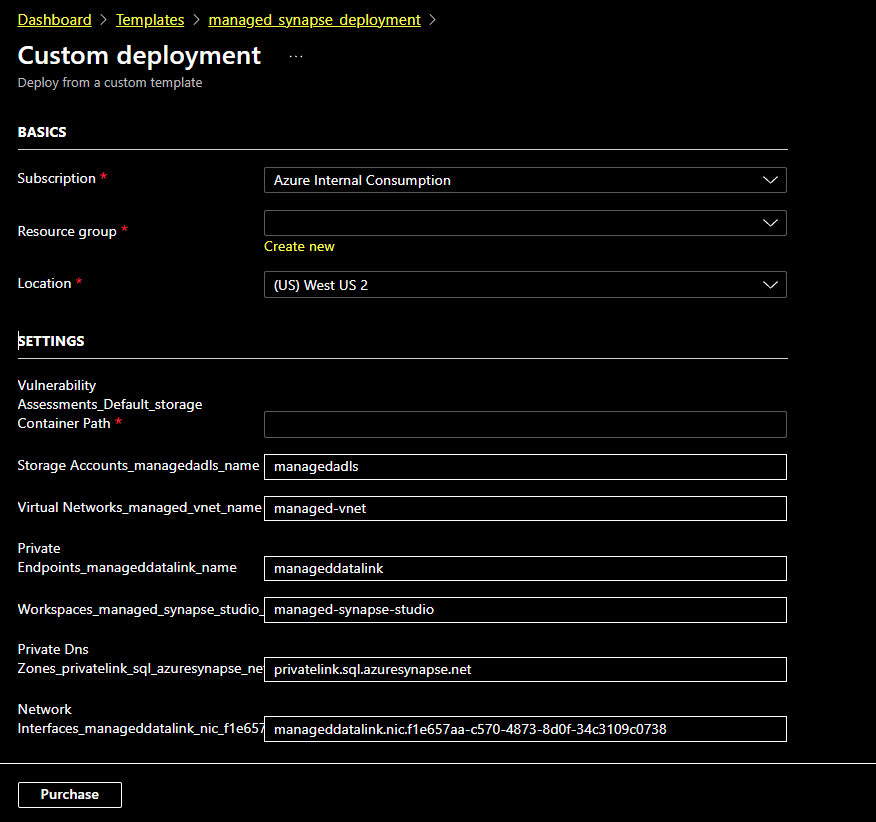 Dashboard > Templates > managed_synapse_deployment >
Custom deployment ...
Deploy from a custom template
BASICS
Subscription *
Azure Internal Consumption
Resource group *
Create new
Location *
(US) West US 2
SETTINGS
Vulnerability
Assessments_Default_storage
Container Path *
Storage Accounts_managedadls_name
managedadls
Virtual Networks_managed_vnet_name
managed-vnet
Private
Endpoints_manageddatalink_name
manageddatalink
Workspaces_managed_synapse_studio_
managed-synapse-studio
Private Dns
Zones_privatelink_sql_azuresynapse_ne
privatelink.sql.azuresynapse.net
Network
Interfaces_manageddatalink_nic_f1e657
manageddatalink.nic.f1e657aa-c570-4873-8d0f-34c3109c0738
Purchase